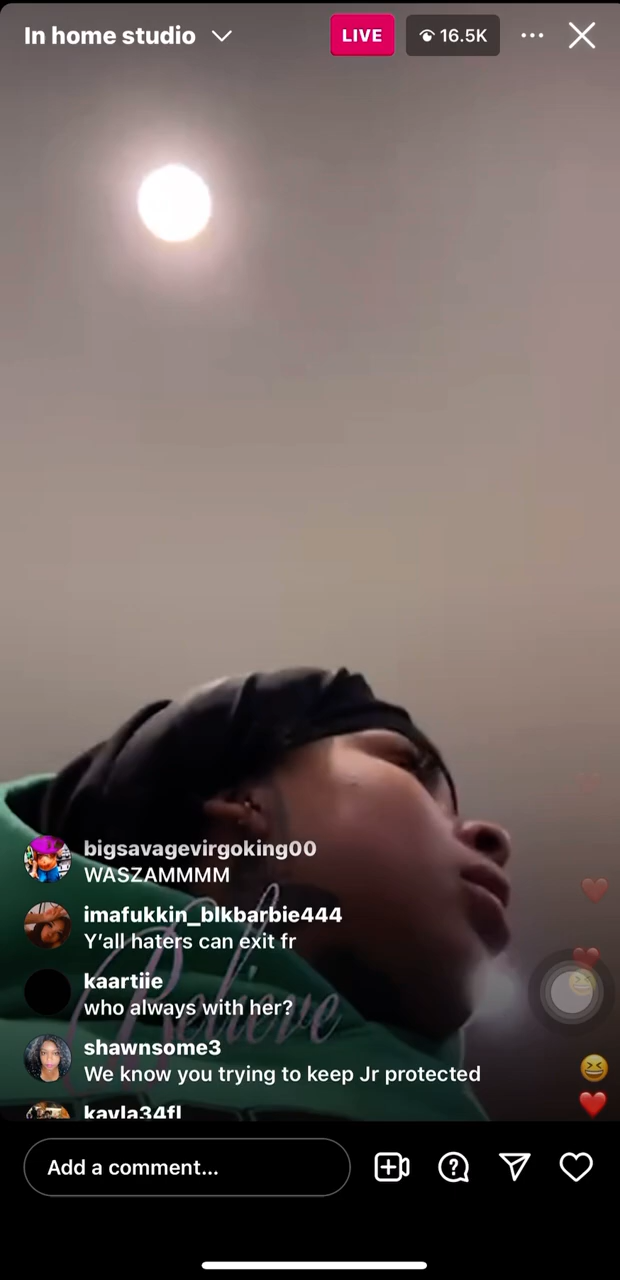 In home studio
LIVE
16.5K
bigsavagevirgoking00
WASZAMMMM
imafukkin_blkbarbie444
Y'all haters can exit fr
kaartiie
who always with her?
Believe
shawnsome3
We know you trying to keep Jr protected
kayla34fl
Add a comment...